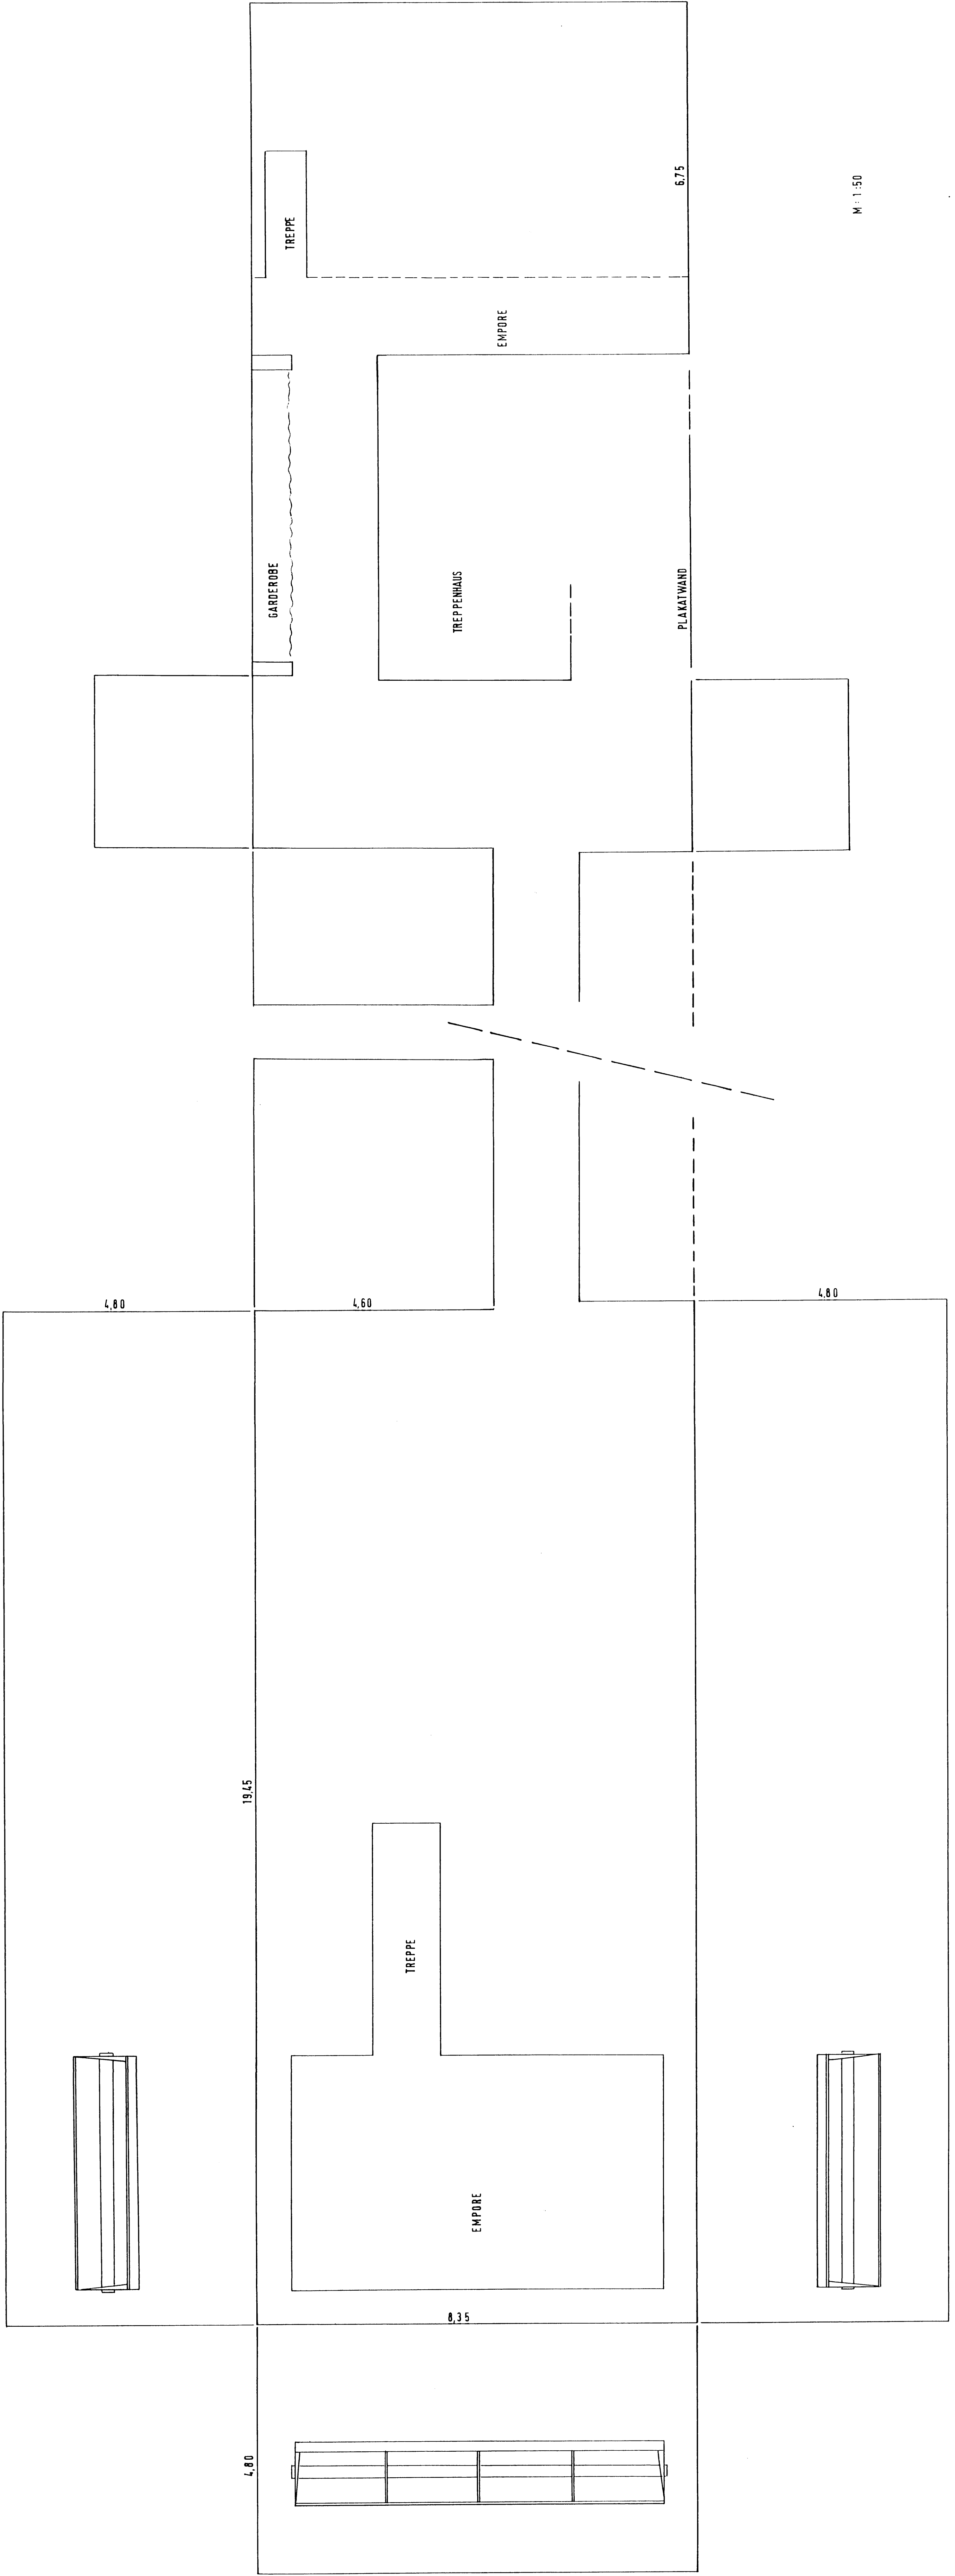 6,75
M = 1:50
TREPPE
EMPORE
GARDEROBE
TREPPENHAUS
PLAKATWAND
4,80
4,60
4,80
19,45
TREPPE
EMPORE
8,35
4,80